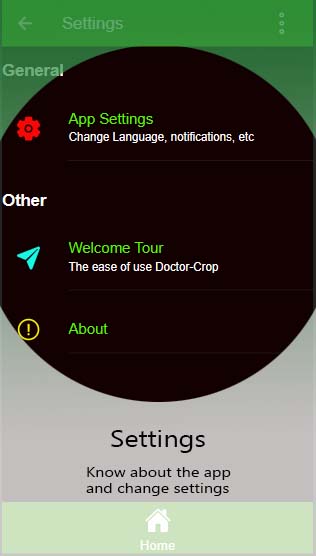 Settings
General
App Settings
Change Language, notifications, etc
Other
Welcome Tour
The ease of use Doctor-Crop
About
Settings
Know about the app
and change settings
Home